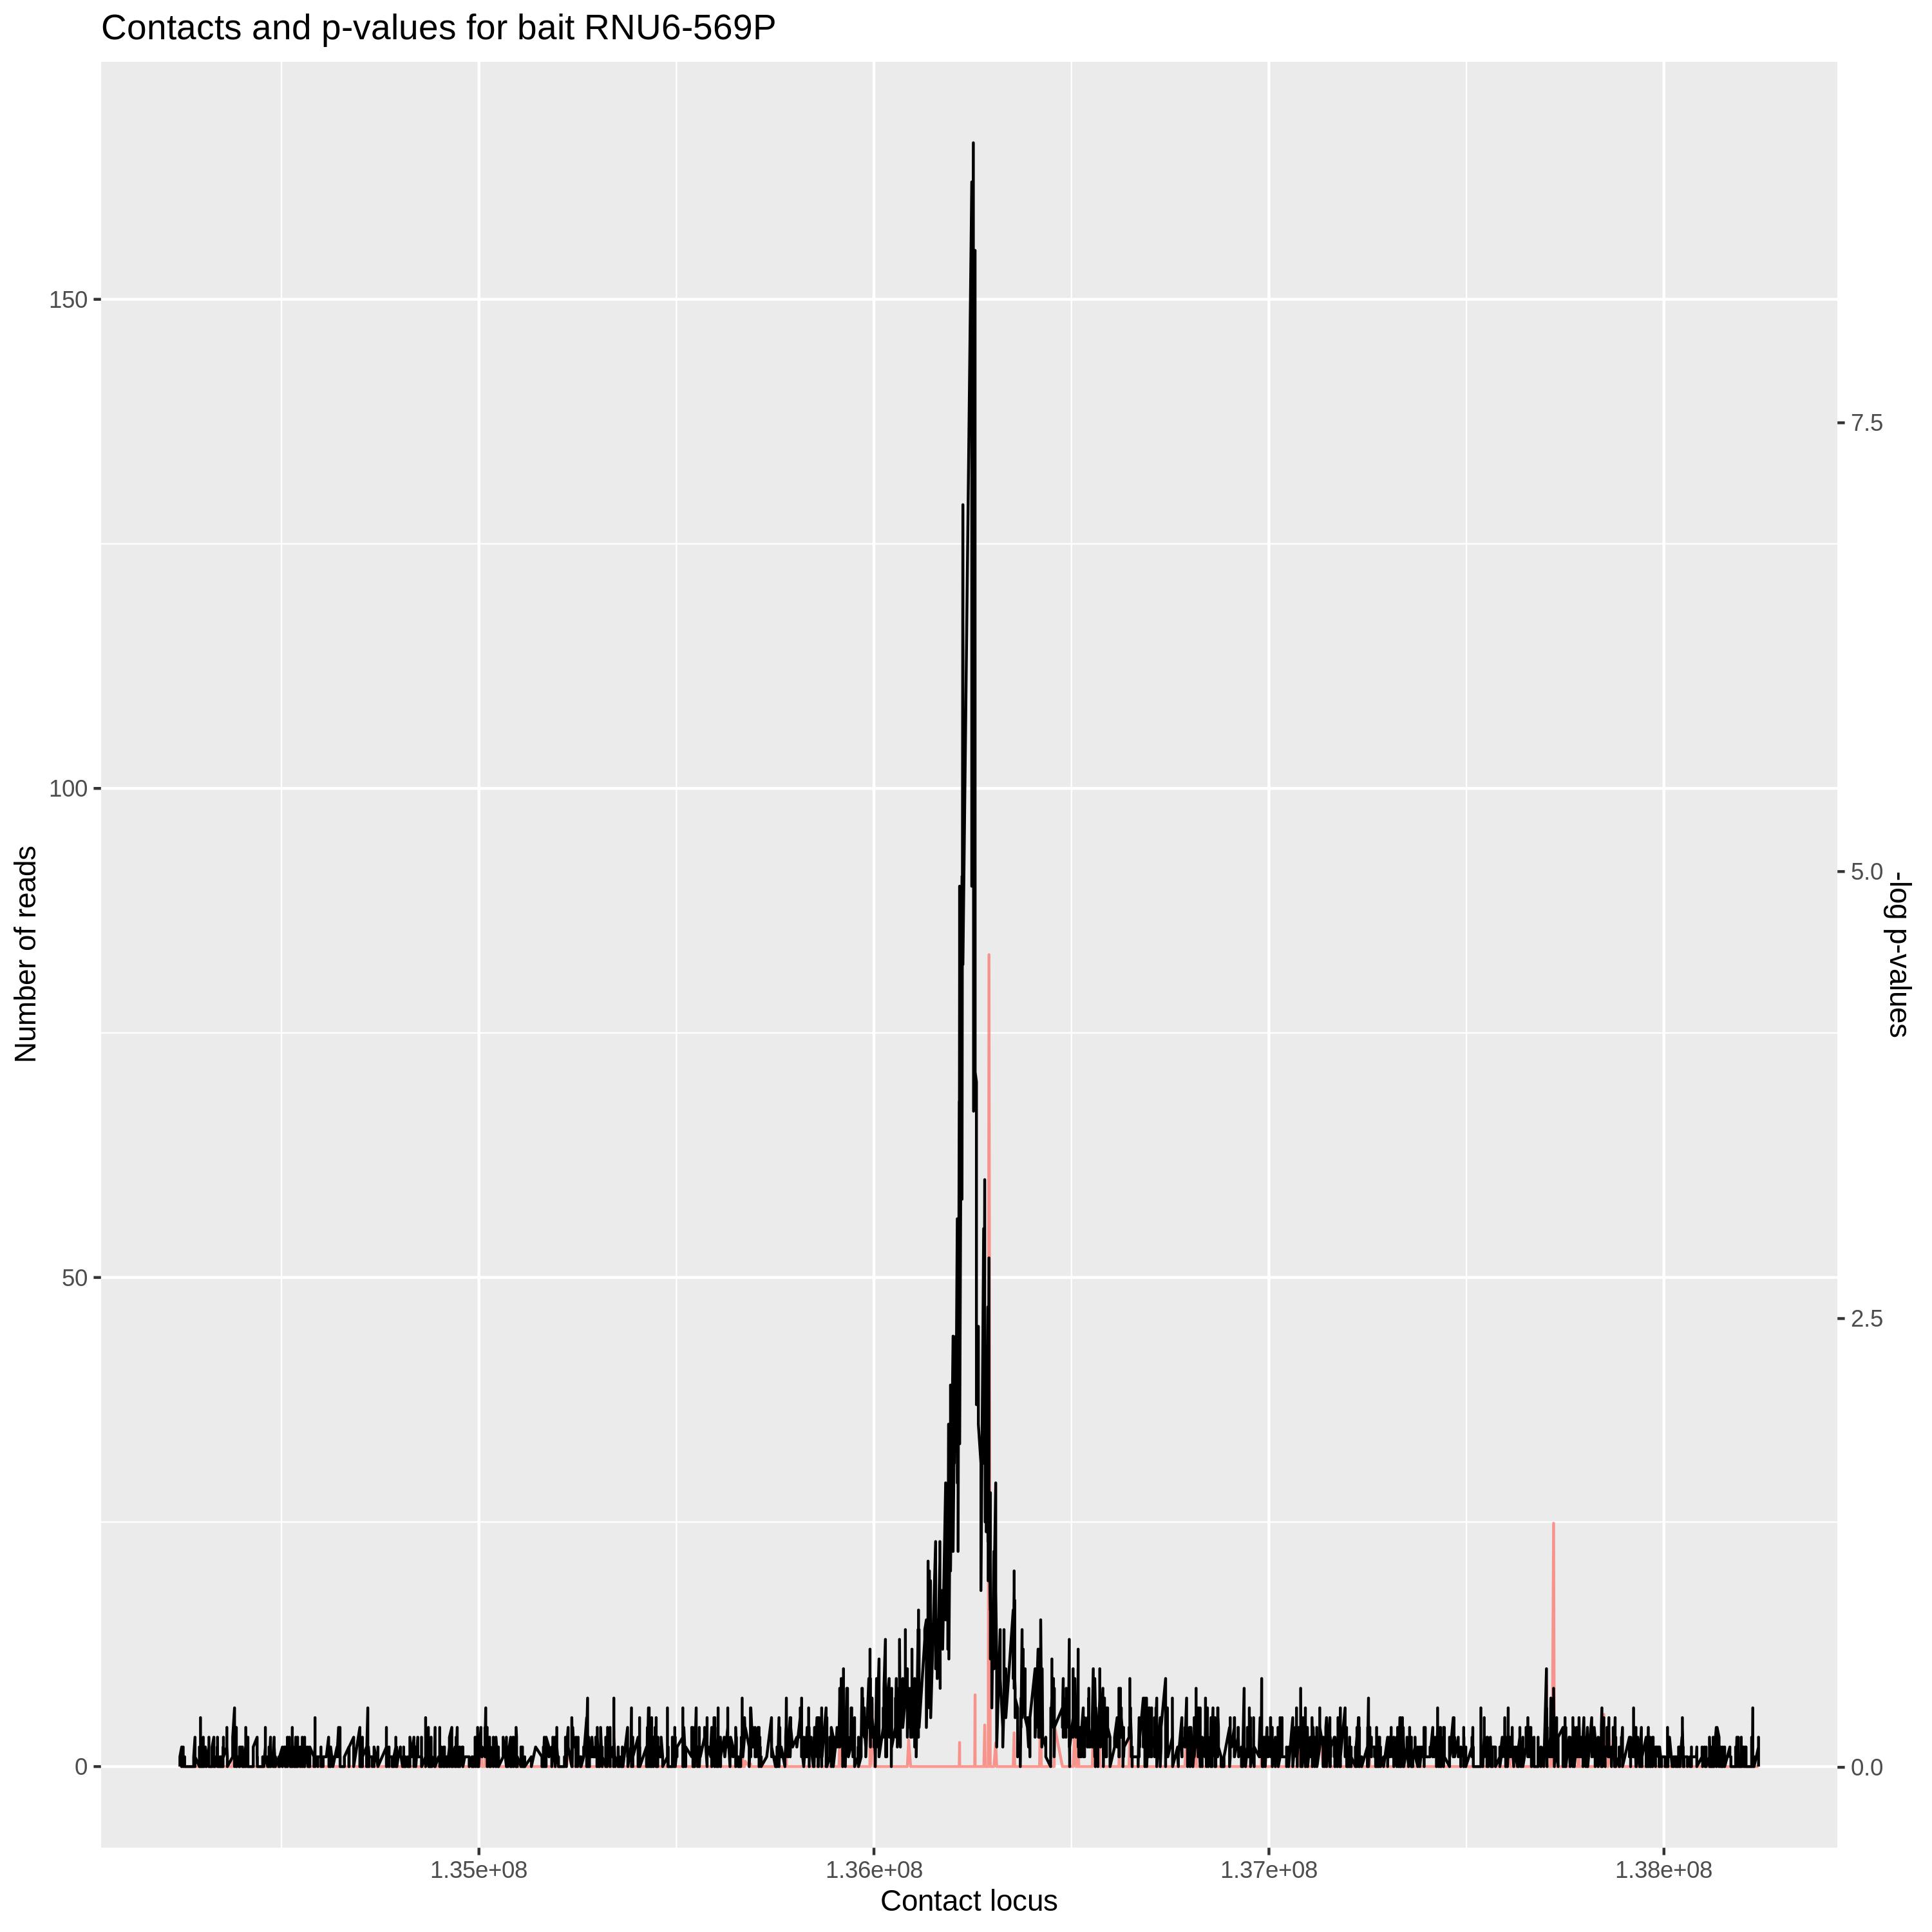 Contacts and p-values for bait RNU6-569P
150
100
50
0
Number of reads
7.5
5.0
2.5
0.0
-log p-values
1.35e+08
1.36e+08
1.37e+08
1.38e+08
Contact locus